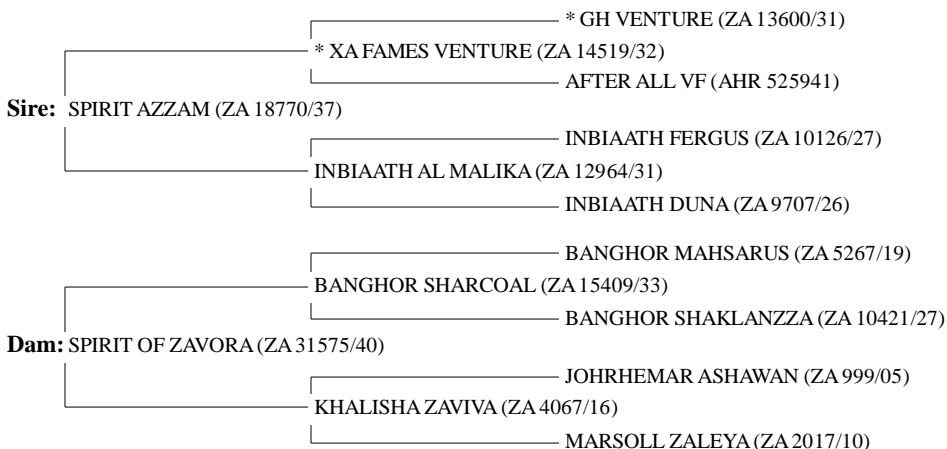 * GH VENTURE (ZA 13600/31)
* XA FAMES VENTURE (ZA 14519/32)
AFTER ALL VF (AHR 525941)
Sire: SPIRIT AZZAM (ZA 18770/37)
INBIAATH FERGUS (ZA 10126/27)
INBIAATH AL MALIKA (ZA 12964/31)
INBIAATH DUNA (ZA 9707/26)
BANGHOR MAHSARUS (ZA 5267/19)
BANGHOR SHARCOAL (ZA 15409/33)
BANGHOR SHAKLANZZA (ZA 10421/27)
Dam: SPIRIT OF ZAVORA (ZA 31575/40)
JOHRHEMAR ASHAWAN (ZA 999/05)
KHALISHA ZAVIVA (ZA 4067/16)
MARSOLL ZALEYA (ZA 2017/10)